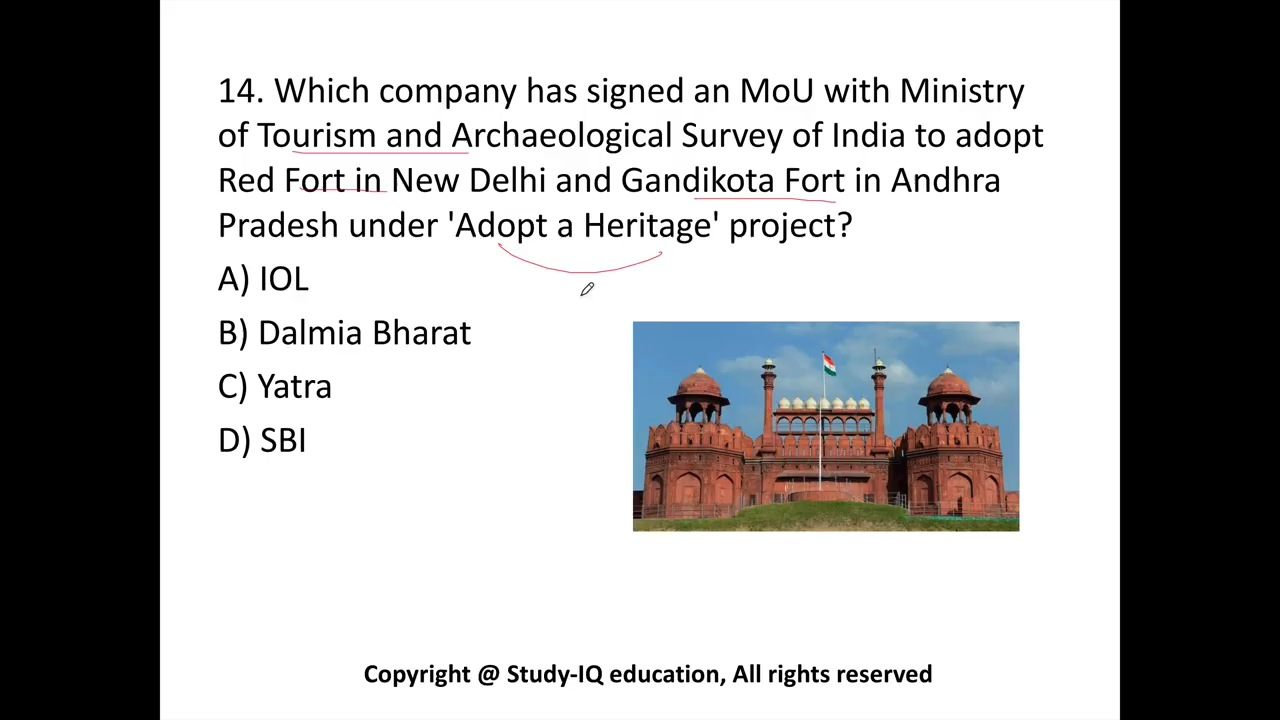 14. Which company has signed an MoU with Ministry
of Tourism and Archaeological Survey of India to adopt
Red Fort in New Delhi and Gandikota Fort in Andhra
Pradesh under 'Adopt a Heritage' project?
A) IOL
B) Dalmia Bharat
C) Yatra
D) SBI
Copyright @ Study-IQ education, All rights reserved